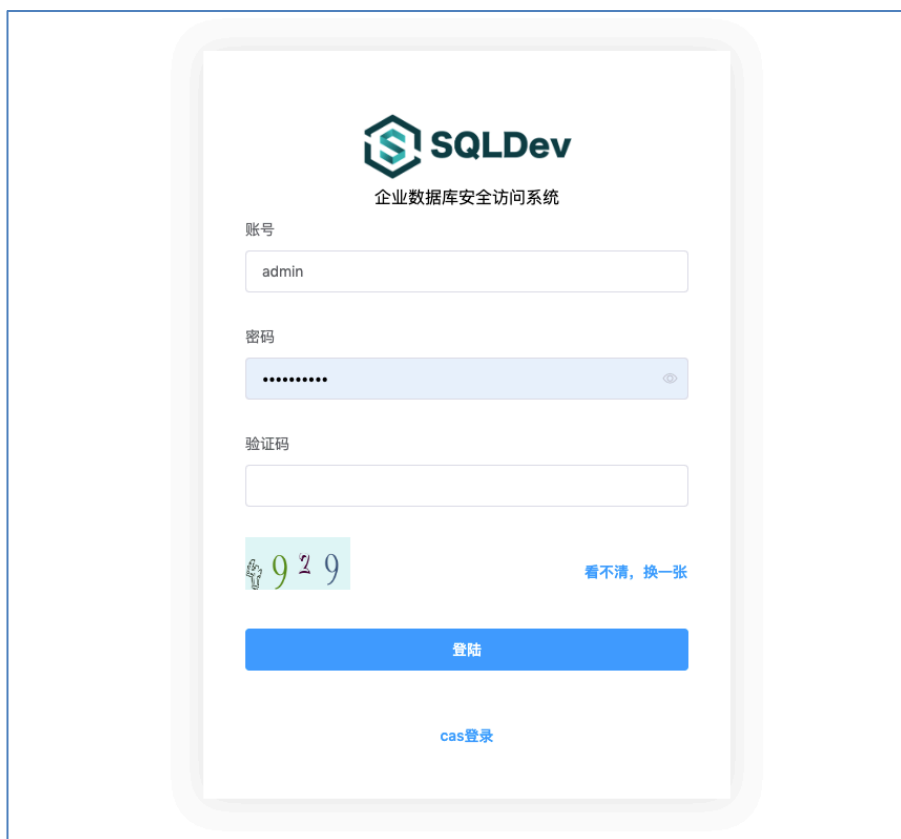 SQLDev
企业数据库安全访问系统
账号
admin
密码
••••••••••
验证码
4929
看不清，换一张
登陆
cas登录